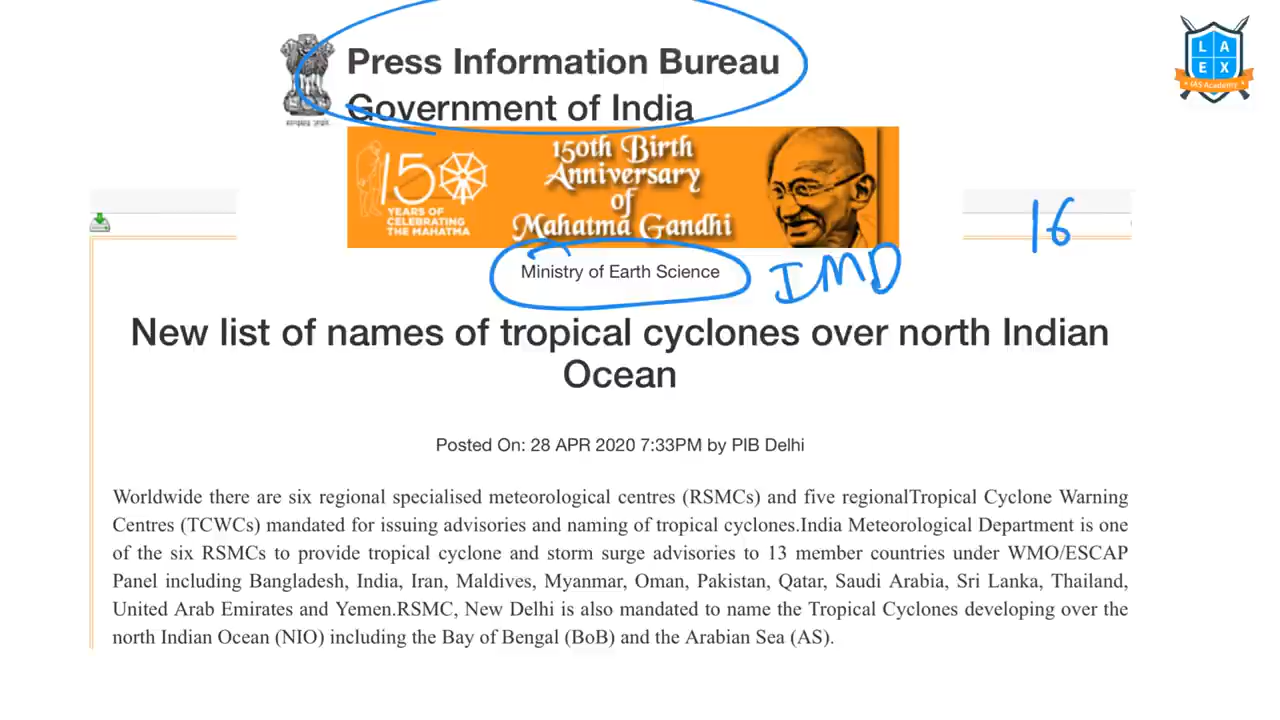 Press Information Bureau
Government of India
L A
E X
IAS Academy
150
YEARS OF
CELEBRATING
THE MAHATMA
150th Birth
Anniversary
of
Mahatma Gandhi
16
Ministry of Earth Science
IMD
New list of names of tropical cyclones over north Indian
Ocean
Posted On: 28 APR 2020 7:33PM by PIB Delhi
Worldwide there are six regional specialised meteorological centres (RSMCs) and five regionalTropical Cyclone Warning
Centres (TCWCs) mandated for issuing advisories and naming of tropical cyclones.India Meteorological Department is one
of the six RSMCs to provide tropical cyclone and storm surge advisories to 13 member countries under WMO/ESCAP
Panel including Bangladesh, India, Iran, Maldives, Myanmar, Oman, Pakistan, Qatar, Saudi Arabia, Sri Lanka, Thailand,
United Arab Emirates and Yemen.RSMC, New Delhi is also mandated to name the Tropical Cyclones developing over the
north Indian Ocean (NIO) including the Bay of Bengal (BoB) and the Arabian Sea (AS).